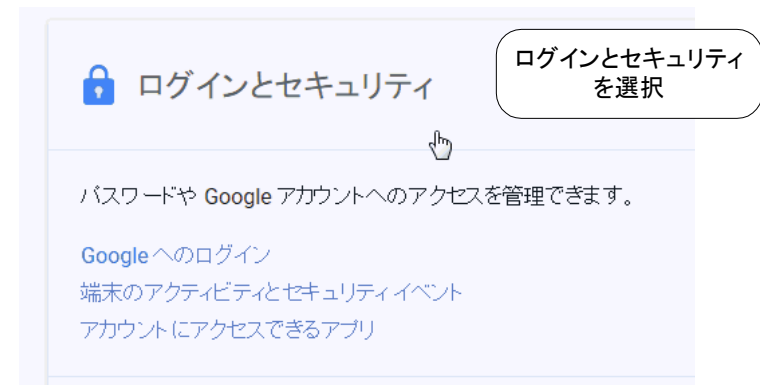 ログインとセキュリティ
ログインとセキュリティ
を選択
パスワードや Google アカウントへのアクセスを管理できます。
Google へのログイン
端末のアクティビティとセキュリティ イベント
アカウントにアクセスできるアプリ